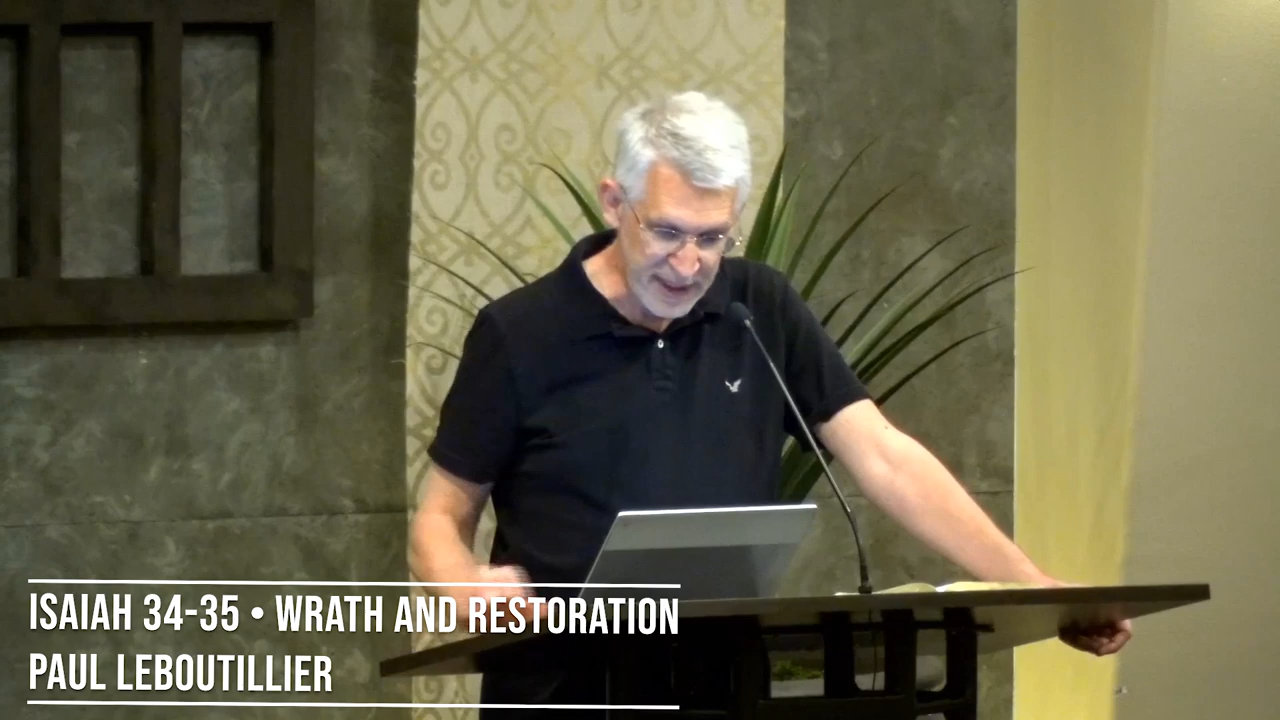 ISAIAH 34-35 • WRATH AND RESTORATION
PAUL LEBOUTILLIER